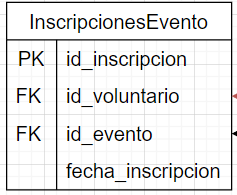 InscripcionesEvento
PK id_inscripcion
FK id_voluntario
FK id_evento
fecha_inscripcion